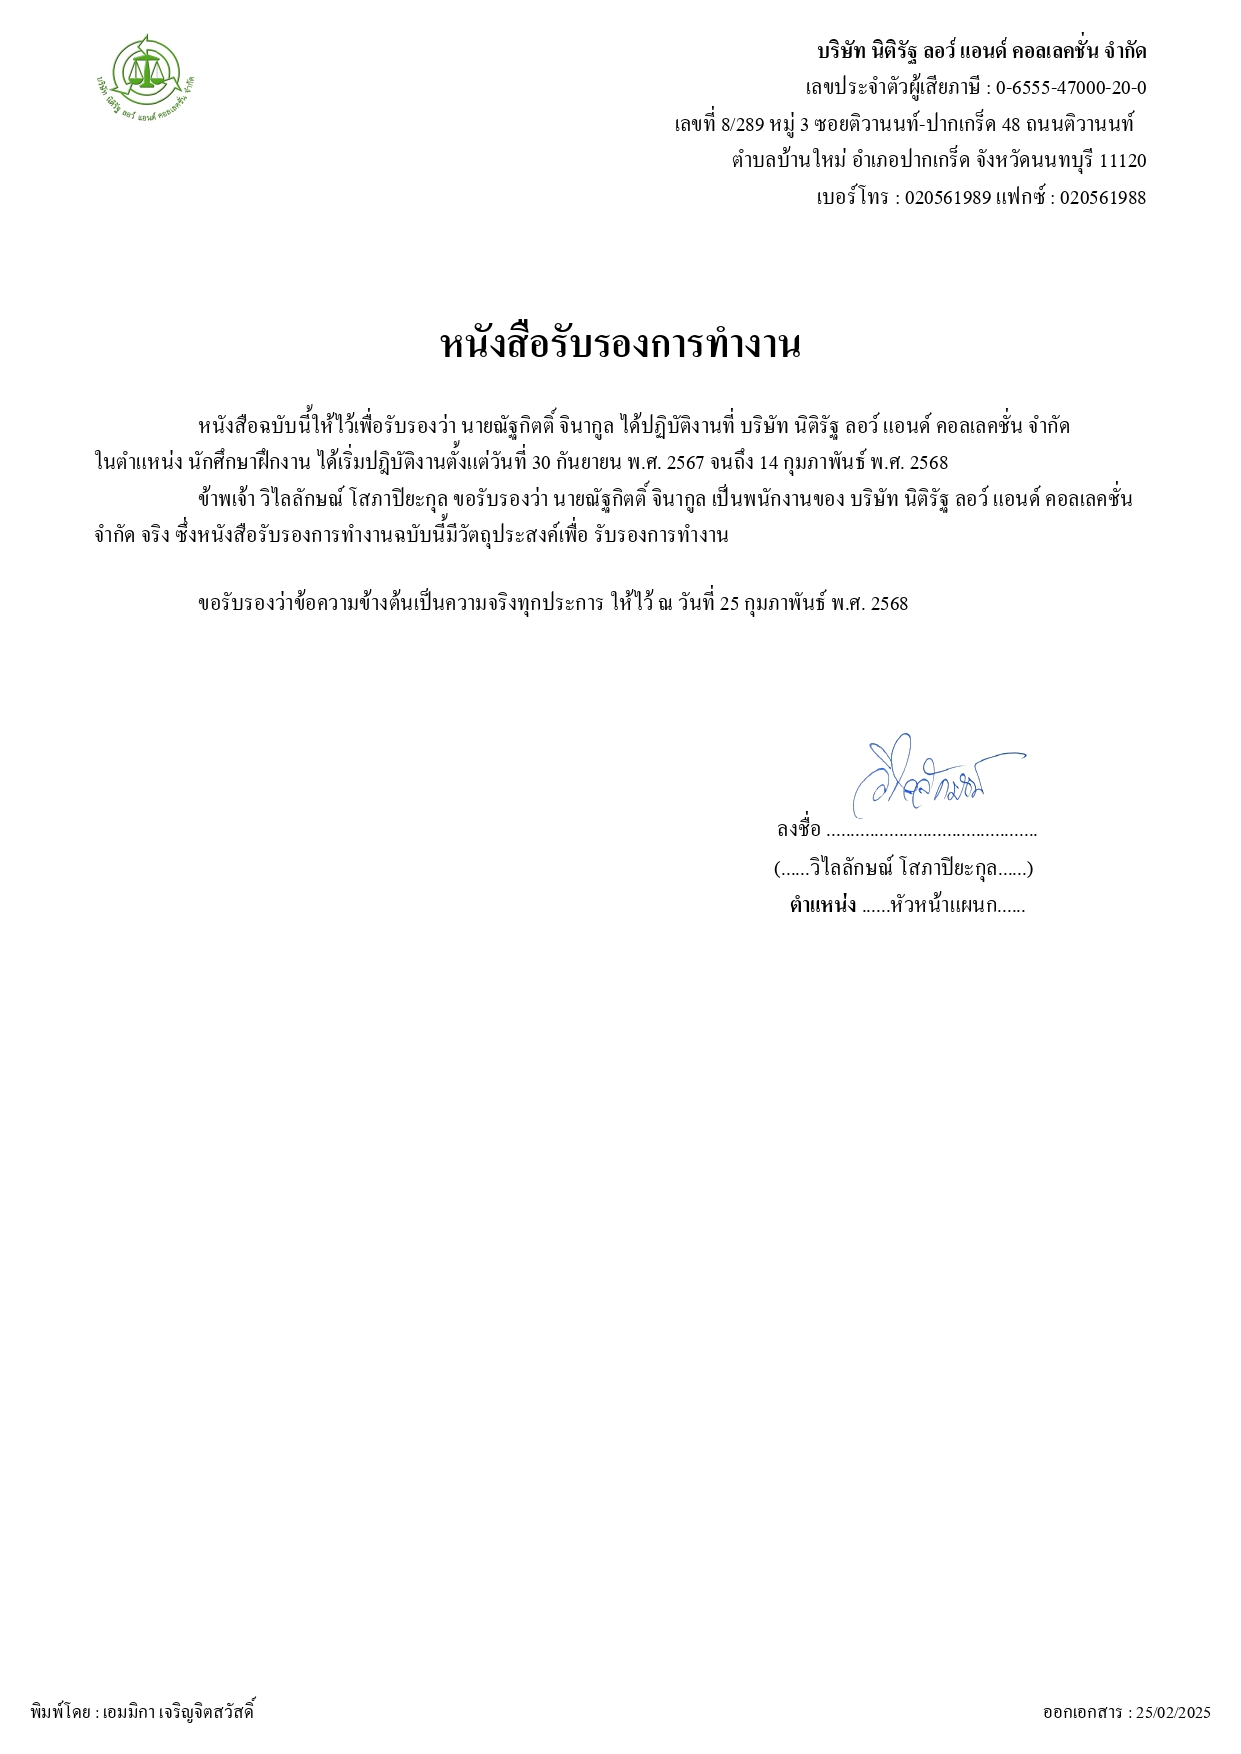 บริษัท นิติรัฐ ลอว์ แอนด์ คอลเลคชั่น จำกัด
บริษัท นิติรัฐ ลอว์ แอนด์ คอลเลคชั่น จำกัด
เลขประจำตัวผู้เสียภาษี : 0-6555-47000-20-0
เลขที่ 8/289 หมู่ 3 ซอยติวานนท์-ปากเกร็ด 48 ถนนติวานนท์
ตำบลบ้านใหม่ อำเภอปากเกร็ด จังหวัดนนทบุรี 11120
เบอร์โทร : 020561989 แฟกซ์ : 020561988
หนังสือรับรองการทำงาน
หนังสือฉบับนี้ให้ไว้เพื่อรับรองว่า นายณัฐกิตติ์ จินากูล ได้ปฏิบัติงานที่ บริษัท นิติรัฐ ลอว์ แอนด์ คอลเลคชั่น จำกัด
ในตำแหน่ง นักศึกษาฝึกงาน ได้เริ่มปฎิบัติงานตั้งแต่วันที่ 30 กันยายน พ.ศ. 2567 จนถึง 14 กุมภาพันธ์ พ.ศ. 2568
ข้าพเจ้า วิไลลักษณ์ โสภาปิยะกุล ขอรับรองว่า นายณัฐกิตติ์ จินากูล เป็นพนักงานของ บริษัท นิติรัฐ ลอว์ แอนด์ คอลเลคชั่น
จำกัด จริง ซึ่งหนังสือรับรองการทำงานฉบับนี้มีวัตถุประสงค์เพื่อ รับรองการทำงาน
ขอรับรองว่าข้อความข้างต้นเป็นความจริงทุกประการ ให้ไว้ ณ วันที่ 25 กุมภาพันธ์ พ.ศ. 2568
วิไลลักษณ์
ลงชื่อ ...........................................
(......วิไลลักษณ์ โสภาปิยะกุล......)
ตำแหน่ง ......หัวหน้าแผนก......
พิมพ์โดย : เอมมิกา เจริญจิตสวัสดิ์
ออกเอกสาร : 25/02/2025